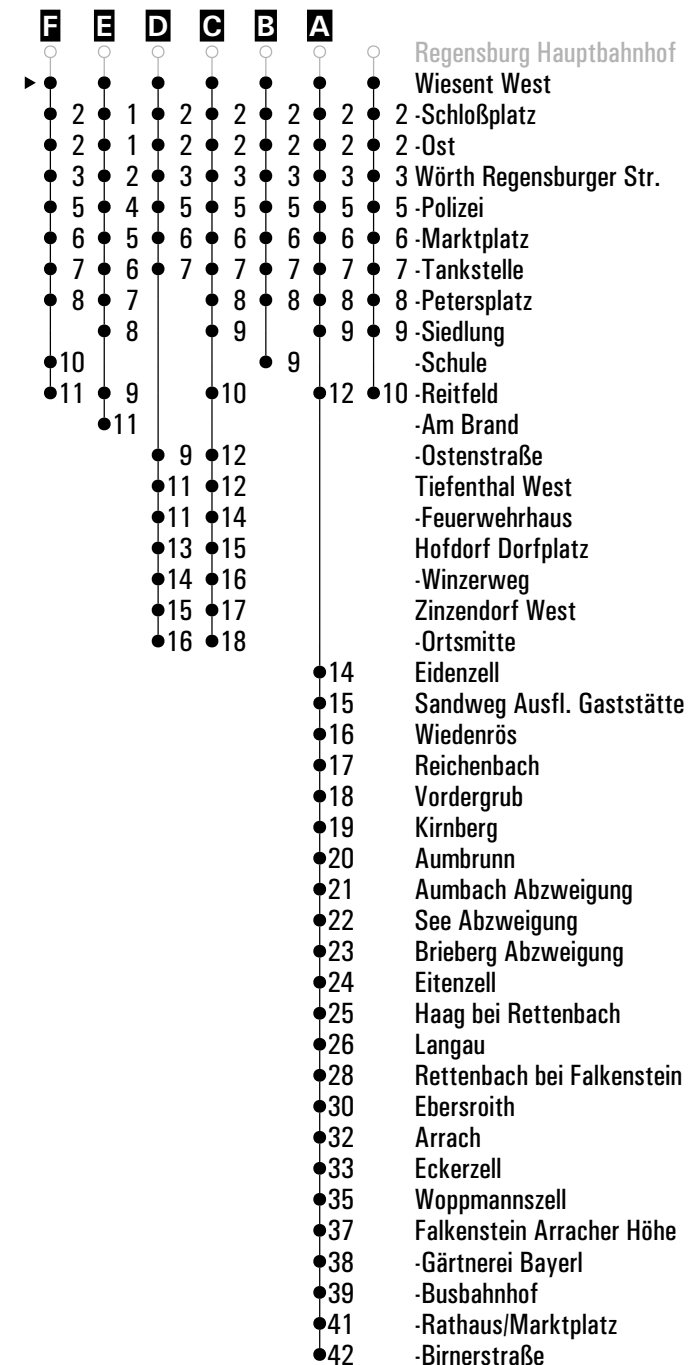 F E D C B A
Regensburg Hauptbahnhof
Wiesent West
2 1 2 2 2 2 2 -Schloßplatz
2 1 2 2 2 2 2 -Ost
3 2 3 3 3 3 3 Wörth Regensburger Str.
5 4 5 5 5 5 5 -Polizei
6 5 6 6 6 6 6 -Marktplatz
7 6 7 7 7 7 7 -Tankstelle
8 7 8 8 8 8 -Petersplatz
8 9 9 9 -Siedlung
10 9 -Schule
11 9 10 12 10 -Reitfeld
11 -Am Brand
9 12 -Ostenstraße
11 12 Tiefenthal West
11 14 -Feuerwehrhaus
13 15 Hofdorf Dorfplatz
14 16 -Winzerweg
15 17 Zinzendorf West
16 18 -Ortsmitte
14 Eidenzell
15 Sandweg Ausfl. Gaststätte
16 Wiedenrös
17 Reichenbach
18 Vordergrub
19 Kirnberg
20 Aumbrunn
21 Aumbach Abzweigung
22 See Abzweigung
23 Brieberg Abzweigung
24 Eitenzell
25 Haag bei Rettenbach
26 Langau
28 Rettenbach bei Falkenstein
30 Ebersroith
32 Arrach
33 Eckerzell
35 Woppmannszell
37 Falkenstein Arracher Höhe
38 -Gärtnerei Bayerl
39 -Busbahnhof
41 -Rathaus/Marktplatz
42 -Birnerstraße